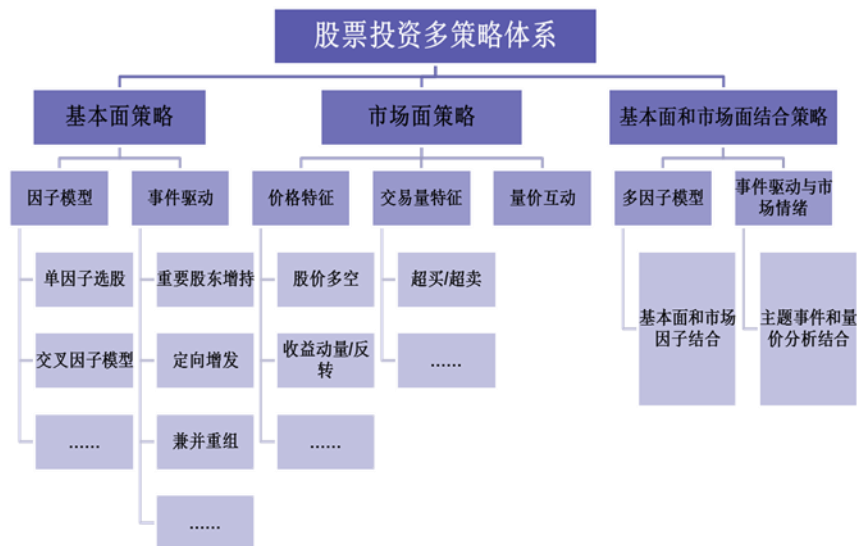 股票投资多策略体系
基本面策略
市场面策略
基本面和市场面结合策略
因子模型
事件驱动
价格特征
交易量特征
量价互动
多因子模型
事件驱动与市
场情绪
单因子选股
重要股东增持
股价多空
超买/超卖
基本面和市场
因子结合
主题事件和量
价分析结合
交叉因子模型
定向增发
收益动量/反
转
……
……
兼并重组
……
……